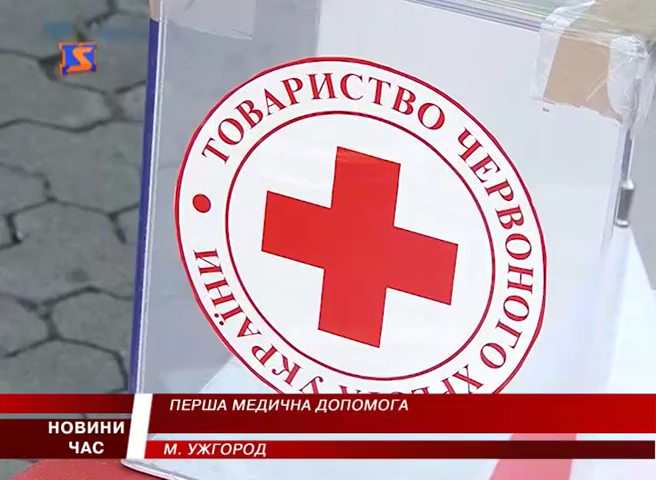 S
ТОВАРИСТВО ЧЕРВОНОГО ХРЕСТА УКРАЇНИ
ПЕРША МЕДИЧНА ДОПОМОГА
НОВИНИ
ЧАС
М. УЖГОРОД